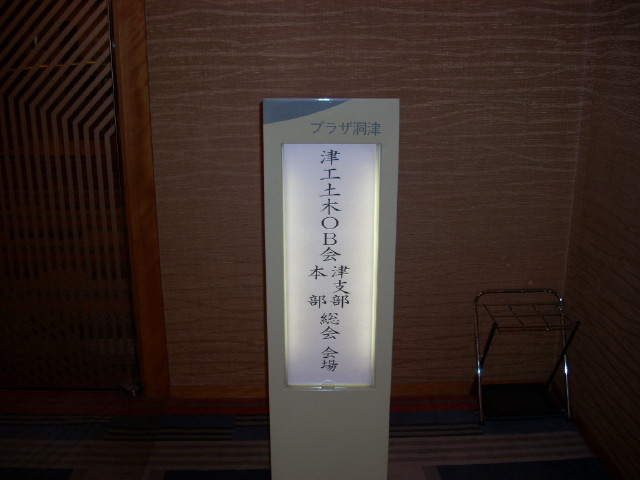 プラザ洞津
津工土木OB会
津支部
本部
総会 会場